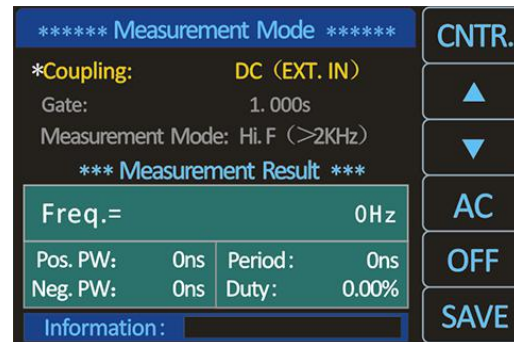 ****** Measurement Mode ******
*Coupling: DC (EXT. IN)
Gate: 1.000s
Measurement Mode: Hi.F (>2KHz)
*** Measurement Result ***
Freq.= 0Hz
Pos. PW: 0ns Period: 0ns
Neg. PW: 0ns Duty: 0.00%
Information:
CNTR.
▲
▼
AC
OFF
SAVE